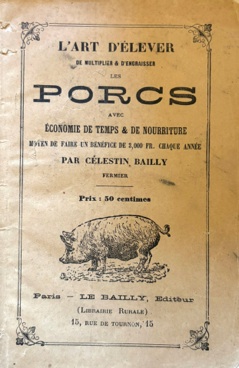 L'ART D'ÉLEVER
DE MULTIPLIER & D'ENGRAISSER
LES
PORCS
AVEC
ÉCONOMIE DE TEMPS & DE NOURRITURE
MOYEN DE FAIRE UN BÉNÉFICE DE 3,000 FR. CHAQUE ANNÉE
PAR CÉLESTIN BAILLY
FERMIER
Prix : 50 centimes
Paris – LE BAILLY, Éditeur
(LIBRAIRIE RURALE)
15, RUE DE TOURNON, 15